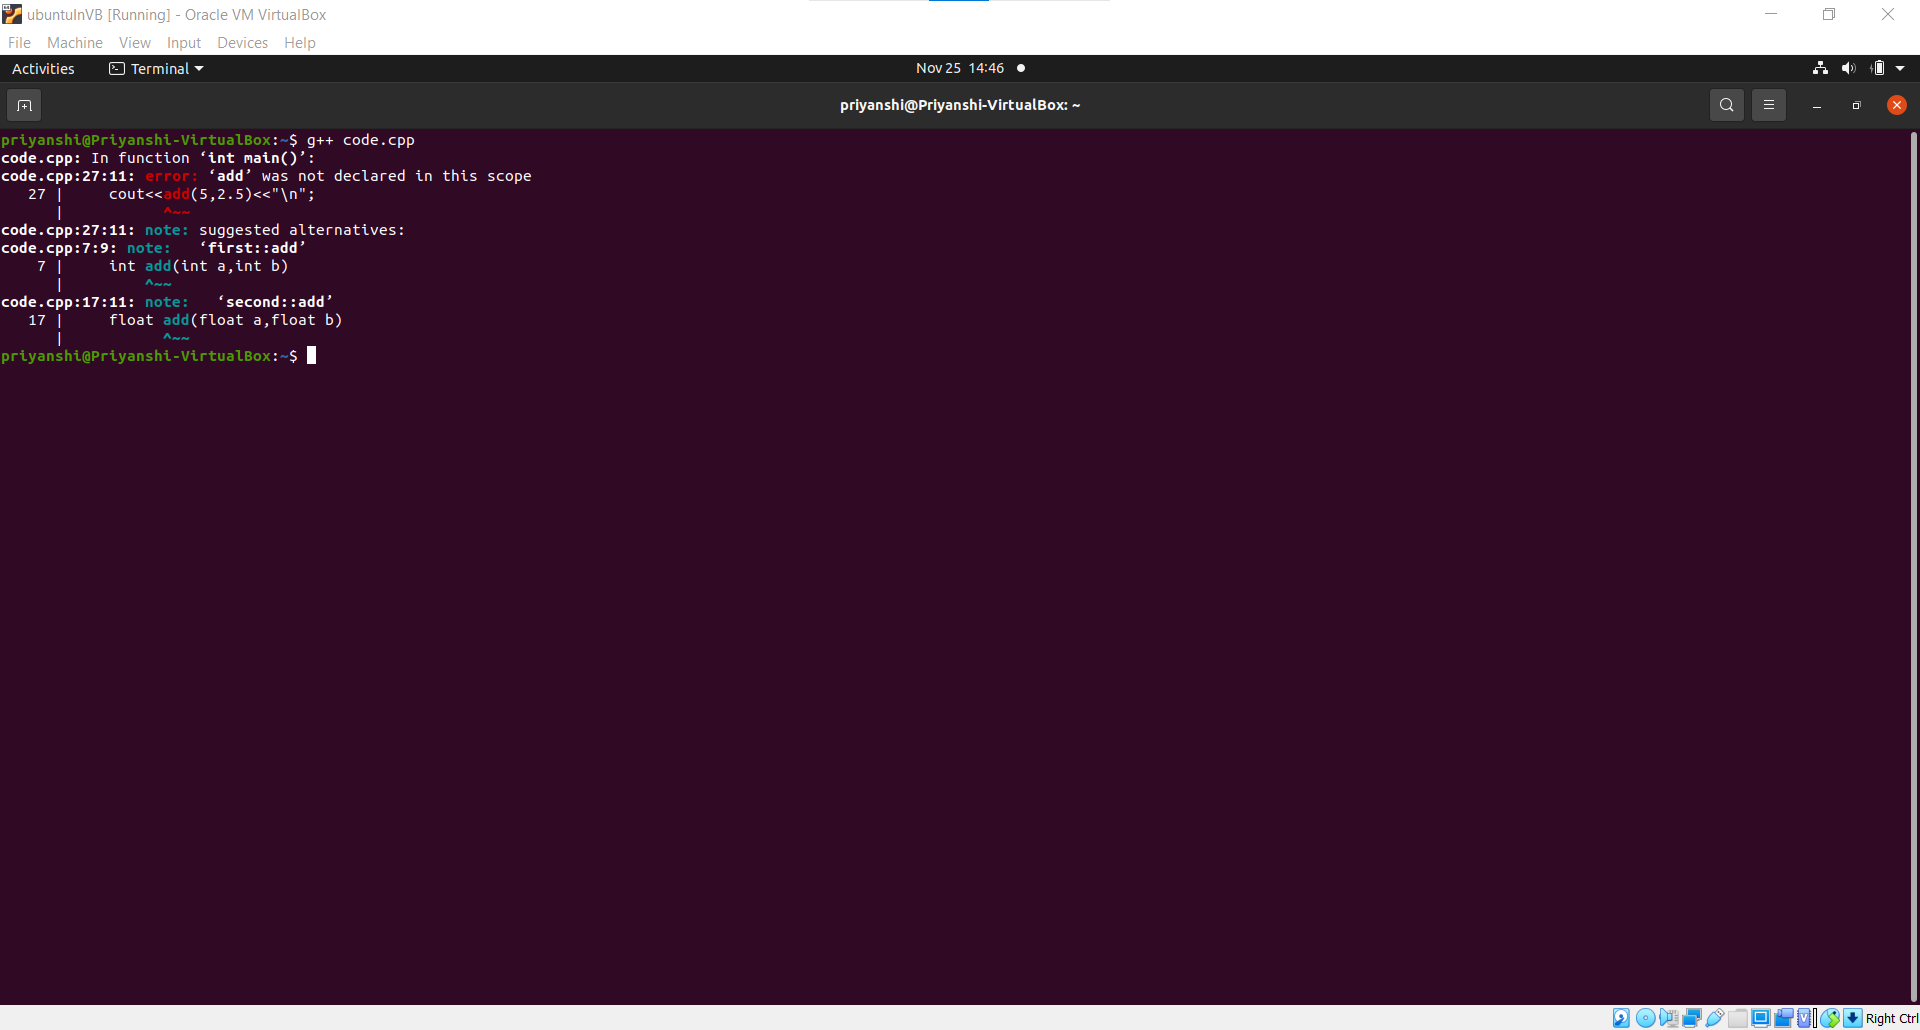 ubuntuInVB [Running] - Oracle VM VirtualBox
File Machine View Input Devices Help
Activities Terminal Nov 25 14:46
priyanshi@Priyanshi-VirtualBox: ~
priyanshi@Priyanshi-VirtualBox:~$ g++ code.cpp
code.cpp: In function ‘int main()’:
code.cpp:27:11: error: ‘add’ was not declared in this scope
27 | cout<<add(5,2.5)<<"\n";
| ^~~
code.cpp:27:11: note: suggested alternatives:
code.cpp:7:9: note: ‘first::add’
7 | int add(int a,int b)
| ^~~
code.cpp:17:11: note: ‘second::add’
17 | float add(float a,float b)
| ^~~
priyanshi@Priyanshi-VirtualBox:~$
Right Ctrl